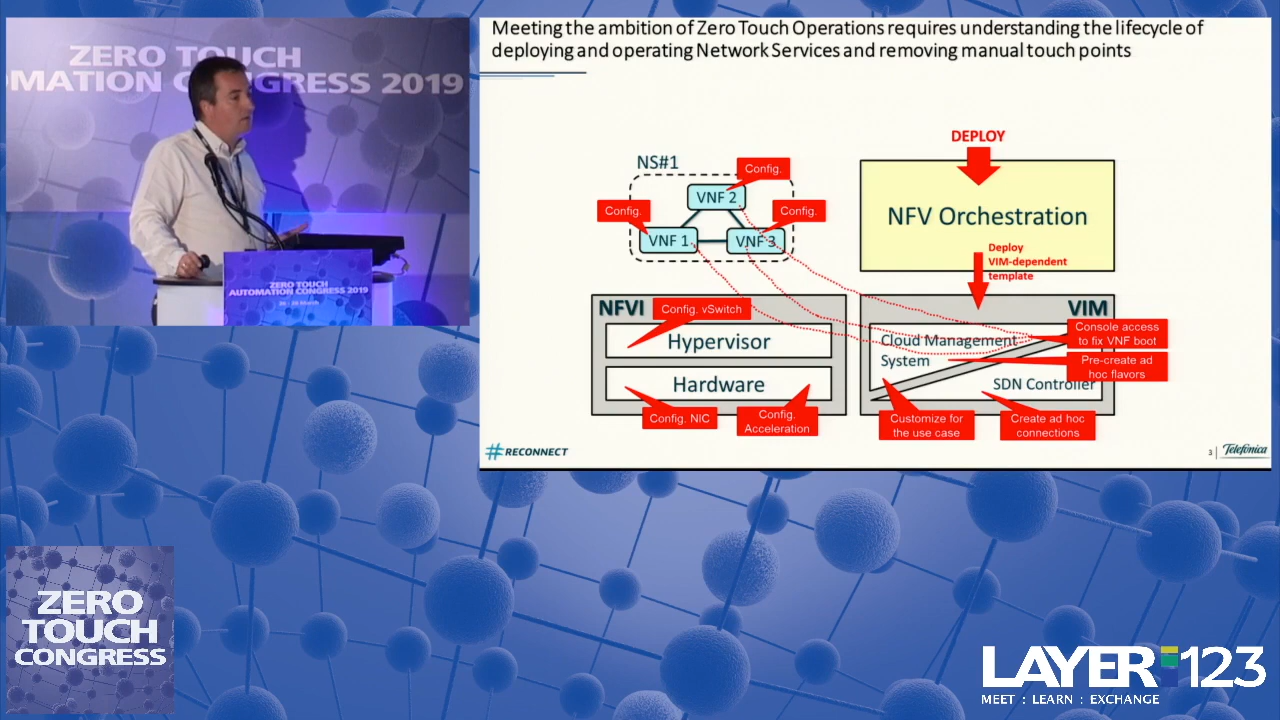 ZERO TOUCH
OMATION CONGRESS 2019
ZERO TOUCH
AUTOMATION CONGRESS 2019
Meeting the ambition of Zero Touch Operations requires understanding the lifecycle of
deploying and operating Network Services and removing manual touch points
DEPLOY
NS#1
Config.
VNF 2
Config.
Config.
VNF 1
VNF 3
NFV Orchestration
Deploy
VIM-dependent
template
NFVI
Config. vSwitch
Hypervisor
Hardware
Config. NIC
Config.
Acceleration
VIM
Cloud Management
System
SDN Controller
Console access
to fix VNF boot
Pre-create ad
hoc flavors
Customize for
the use case
Create ad hoc
connections
#RECONNECT
3
Telefónica
ZERO
TOUCH
CONGRESS
LAYER123
MEET : LEARN : EXCHANGE